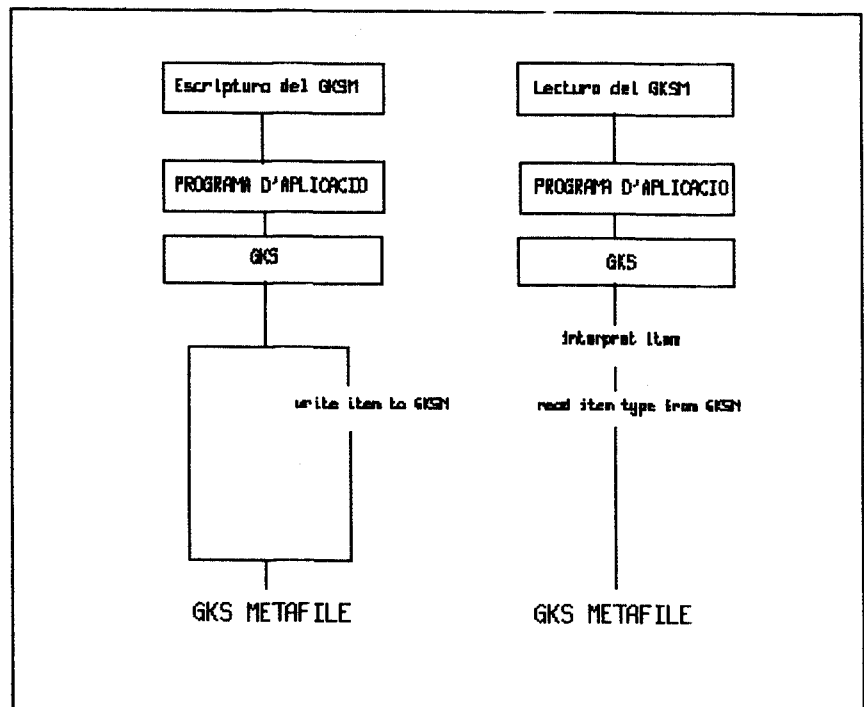 Escriptura del GKSM
PROGRAMA D'APLICACIO
GKS
write item to GKSM
GKS METAFILE
Lectura del GKSM
PROGRAMA D'APLICACIO
GKS
interpret item
read item type from GKSM
GKS METAFILE